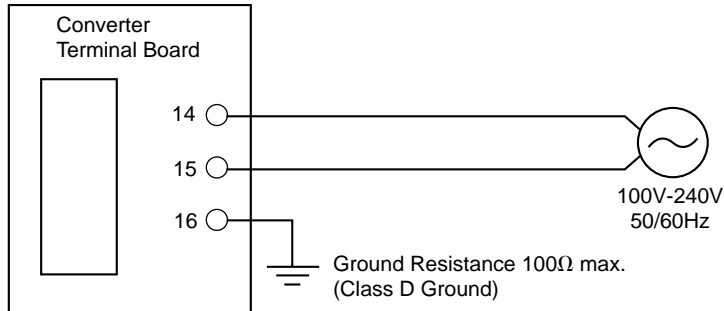 Converter
Terminal Board
14
15
16
100V-240V
50/60Hz
Ground Resistance 100Ω max.
(Class D Ground)